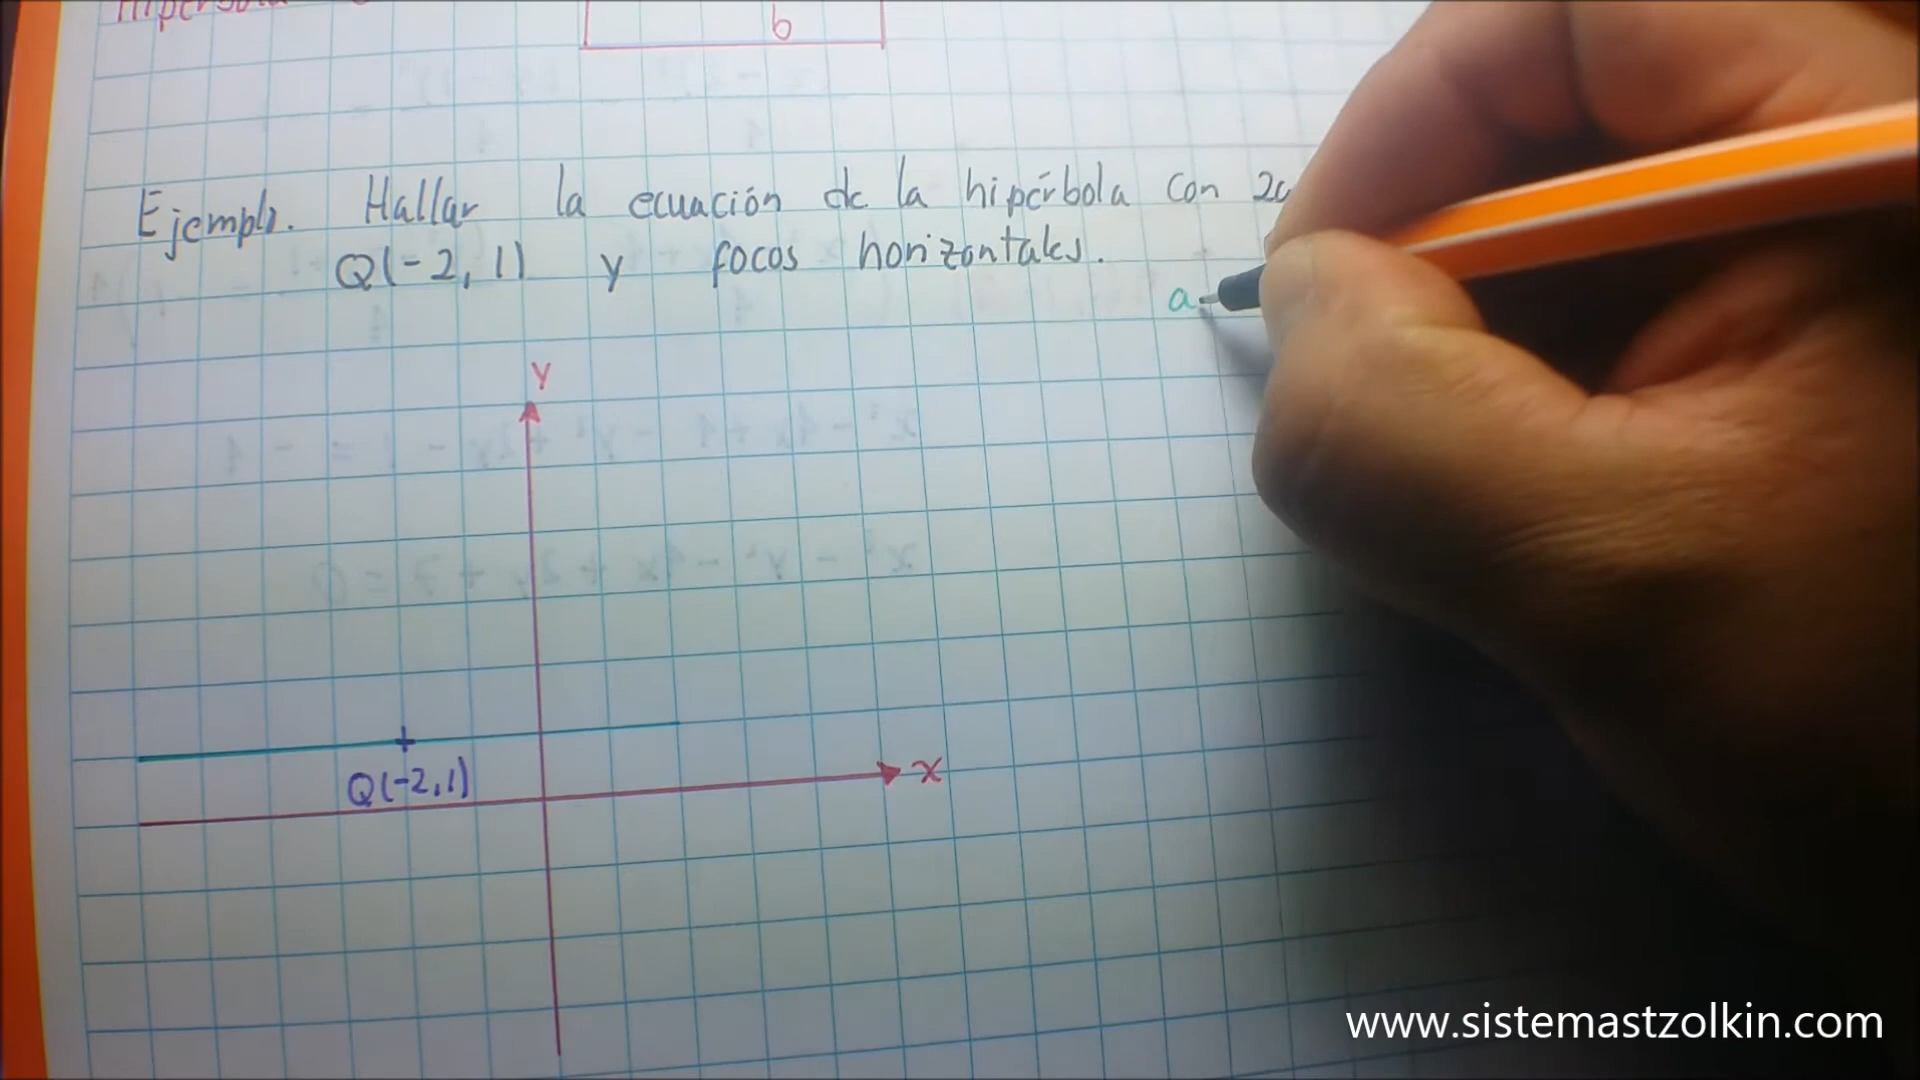 b
Ejemplo. Hallar la ecuación de la hipérbola con
Q(-2, 1) y focos horizontales.
a
y
Q(-2,1)
x
www.sistemastzolkin.com